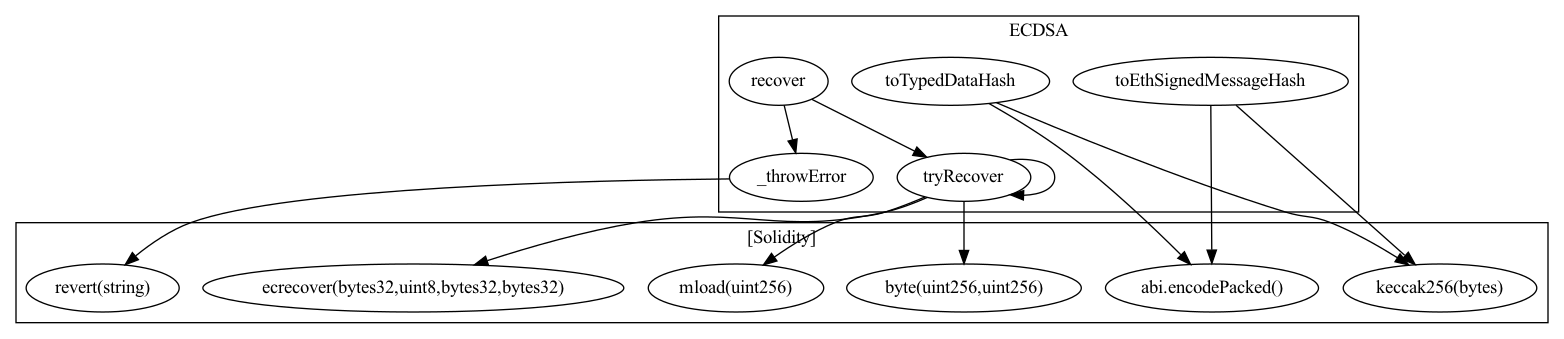 ECDSA
recover
toTypedDataHash
toEthSignedMessageHash
_throwError
tryRecover
[Solidity]
revert(string)
ecrecover(bytes32,uint8,bytes32,bytes32)
mload(uint256)
byte(uint256,uint256)
abi.encodePacked()
keccak256(bytes)